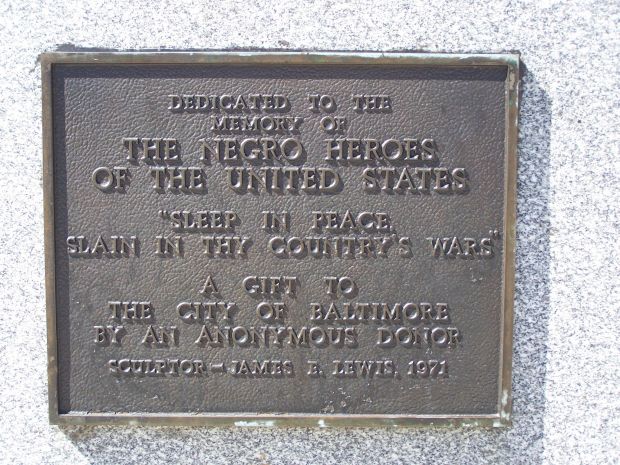 DEDICATED TO THE
MEMORY OF
THE NEGRO HEROES
OF THE UNITED STATES
"SLEEP IN PEACE,
SLAIN IN THY COUNTRY'S WARS"
A GIFT TO
THE CITY OF BALTIMORE
BY AN ANONYMOUS DONOR
SCULPTOR – JAMES E. LEWIS, 1971